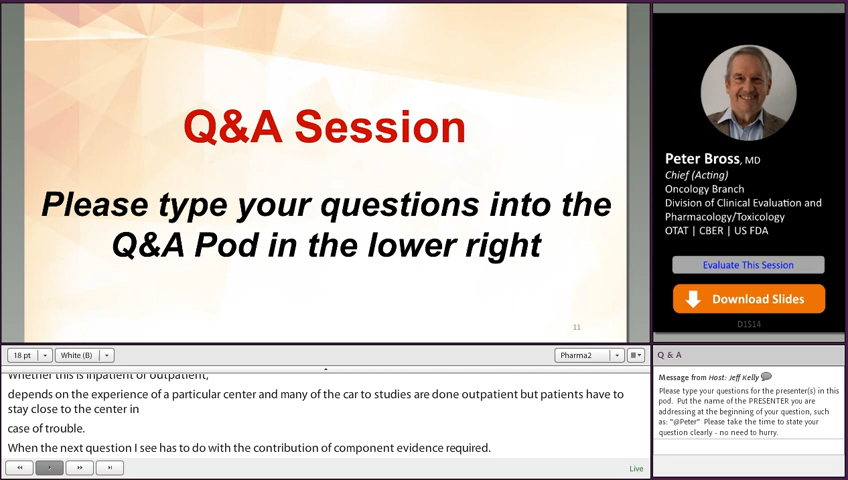 Q&A Session
Please type your questions into the
Q&A Pod in the lower right
11
Peter Bross, MD
Chief (Acting)
Oncology Branch
Division of Clinical Evaluation and
Pharmacology/Toxicology
OTAT | CBER | US FDA
Evaluate This Session
Download Slides
D1S14
18 pt
White (B)
Pharma2
Whether this is inpatient or outpatient,
depends on the experience of a particular center and many of the car to studies are done outpatient but patients have to
stay close to the center in
case of trouble.
When the next question I see has to do with the contribution of component evidence required.
Live
Q & A
Message from Host: Jeff Kelly
Please type your questions for the presenter(s) in this
pod. Put the name of the PRESENTER you are
addressing at the beginning of your question, such
as: "@Peter" Please take the time to state your
question clearly - no need to hurry.